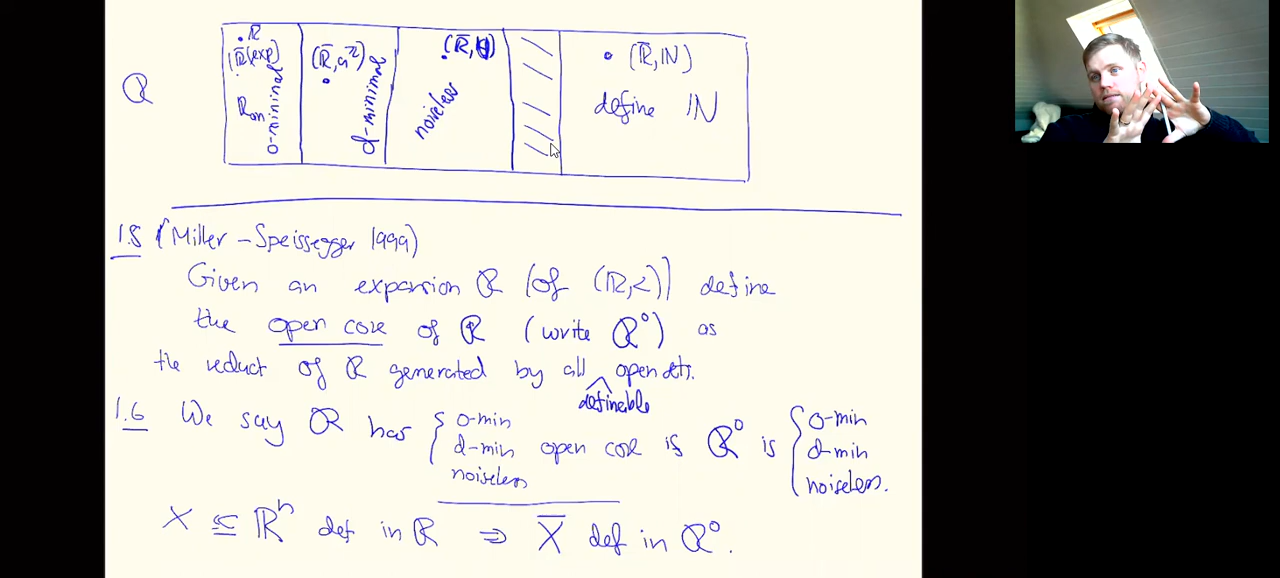 ℝ
ℝ̄
(ℝ̄, exp)
ℝan
o-minimal
(ℝ̄, a^ℤ)
d-minimal
noiseless
• (ℝ̄, ℕ)
define ℕ
1.5 (Miller – Speissegger 1999)
Given an expansion ℝ (of (ℝ,<)) define
the open core of ℝ (write ℝ°) as
the reduct of ℝ generated by all definable open sets.
1.6 We say ℝ has { o-min d-min noiseless open core if ℝ° is { o-min d-min noiseless.
X ⊆ ℝⁿ def in ℝ ⇒ X̄ def in ℝ°.